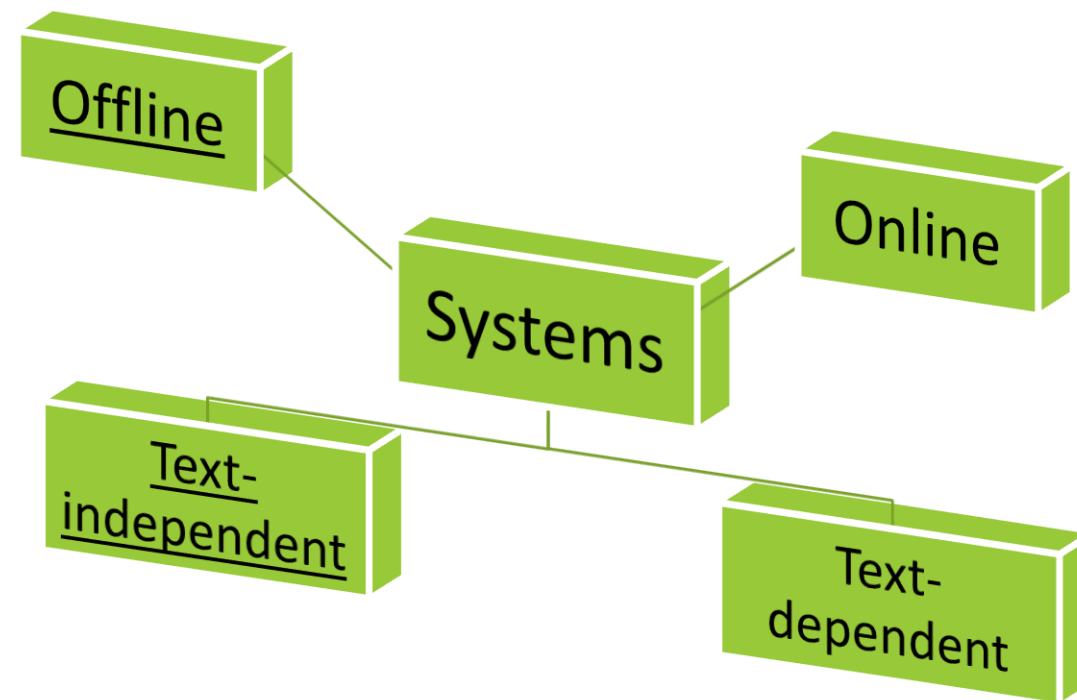 Offline
Online
Systems
Text-
independent
Text-
dependent